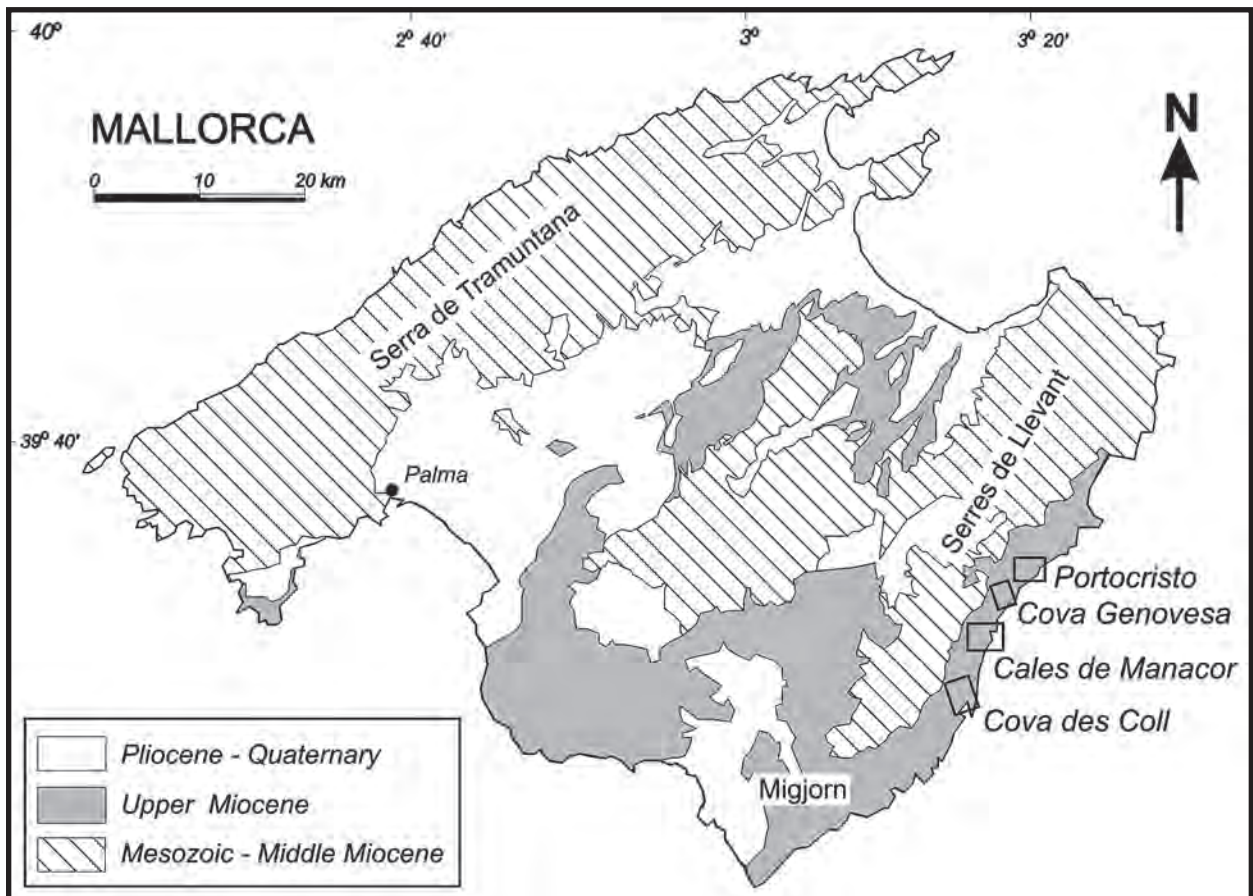 40º
2º 40'
3º
3º 20'
MALLORCA
N
0 10 20 km
Serra de Tramuntana
39º 40'
Palma
Serres de Llevant
Portocristo
Cova Genovesa
Cales de Manacor
Cova des Coll
Migjorn
Pliocene - Quaternary
Upper Miocene
Mesozoic - Middle Miocene